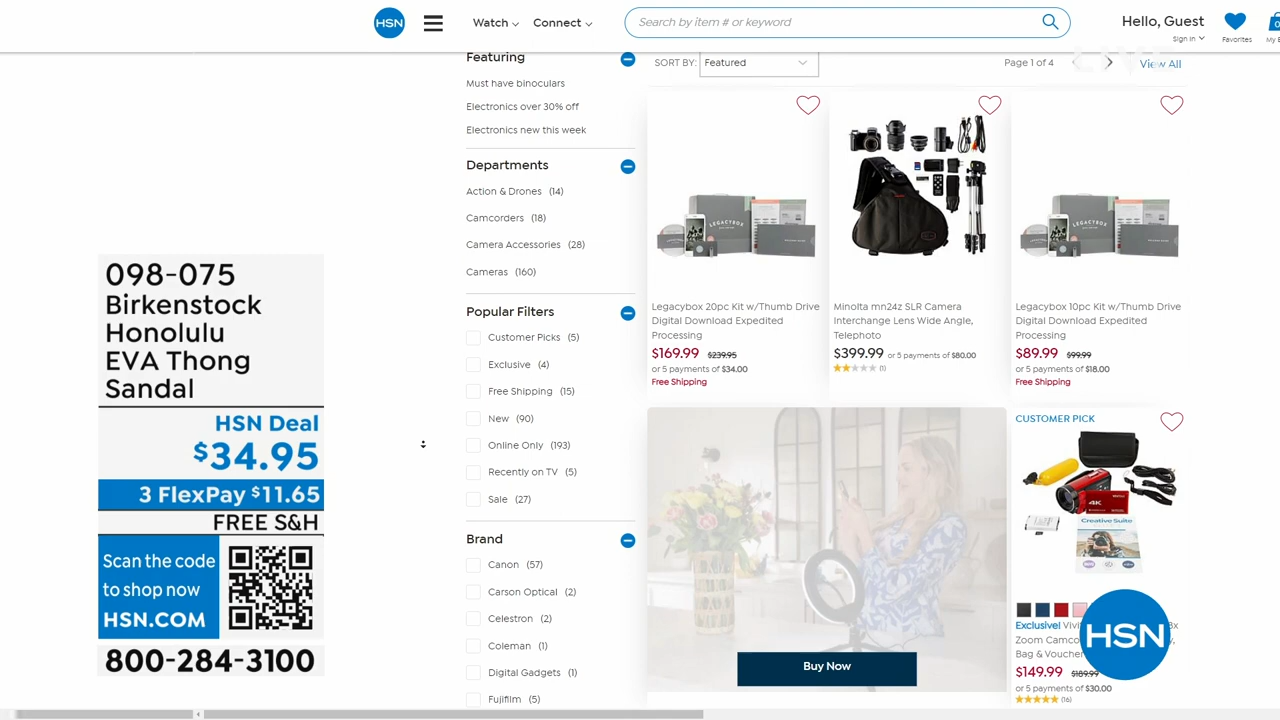 HSN
Watch
Connect
Search by item # or keyword
Hello, Guest
Sign In
Favorites
0
Featuring
Must have binoculars
Electronics over 30% off
Electronics new this week
Departments
Action & Drones (14)
Camcorders (18)
Camera Accessories (28)
Cameras (160)
Popular Filters
Customer Picks (5)
Exclusive (4)
Free Shipping (15)
New (90)
Online Only (193)
Recently on TV (5)
Sale (27)
Brand
Canon (57)
Carson Optical (2)
Celestron (2)
Coleman (1)
Digital Gadgets (1)
Fujifilm (5)
SORT BY: Featured
Page 1 of 4
View All
LIVE
LEGACYBOX
Legacybox 20pc Kit w/Thumb Drive
Digital Download Expedited
Processing
$169.99 $239.95
or 5 payments of $34.00
Free Shipping
Minolta mn24z SLR Camera
Interchange Lens Wide Angle,
Telephoto
$399.99 or 5 payments of $80.00
(1)
LEGACYBOX
Legacybox 10pc Kit w/Thumb Drive
Digital Download Expedited
Processing
$89.99 $99.99
or 5 payments of $18.00
Free Shipping
Buy Now
CUSTOMER PICK
4K
Creative Suite
Exclusive!
Bag & Voucher
$149.99 $189.99
or 5 payments of $30.00
(16)
HSN
098-075
Birkenstock
Honolulu
EVA Thong
Sandal
HSN Deal
$34.95
3 FlexPay $11.65
FREE S&H
Scan the code
to shop now
HSN.COM
800-284-3100